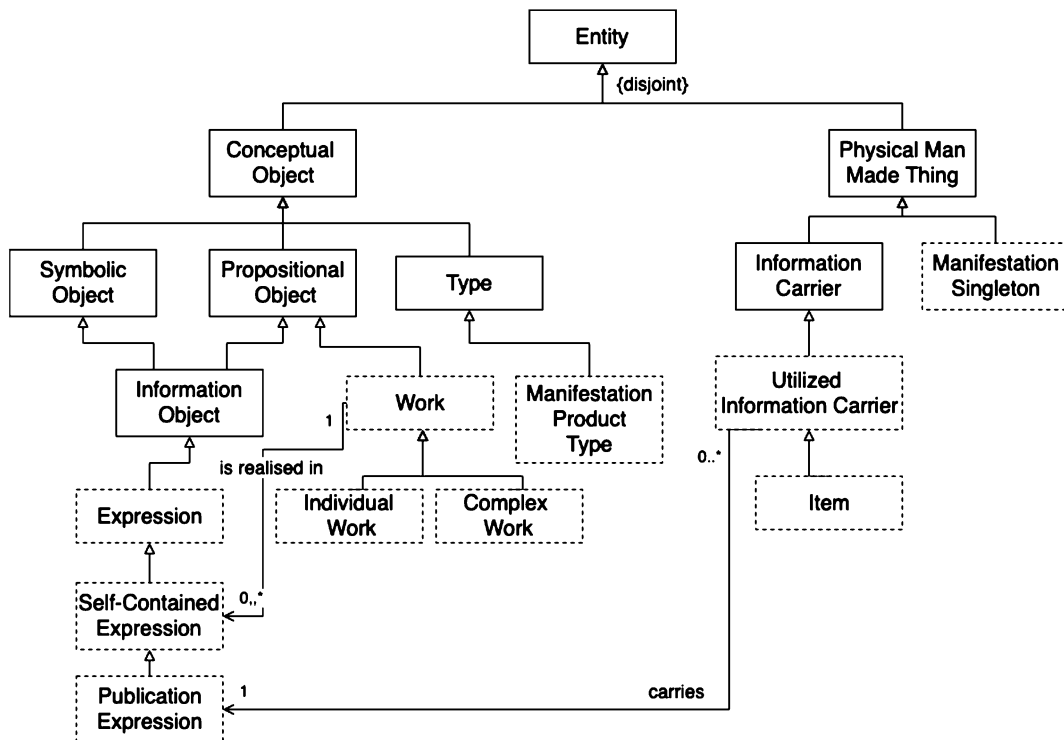 Entity
{disjoint}
Conceptual
Object
Physical Man
Made Thing
Symbolic
Object
Propositional
Object
Type
Information
Carrier
Manifestation
Singleton
Information
Object
Work
Manifestation
Product
Type
Utilized
Information Carrier
1
is realised in
0..*
Expression
Individual
Work
Complex
Work
Item
Self-Contained
Expression
0,,*
Publication
Expression
1
carries